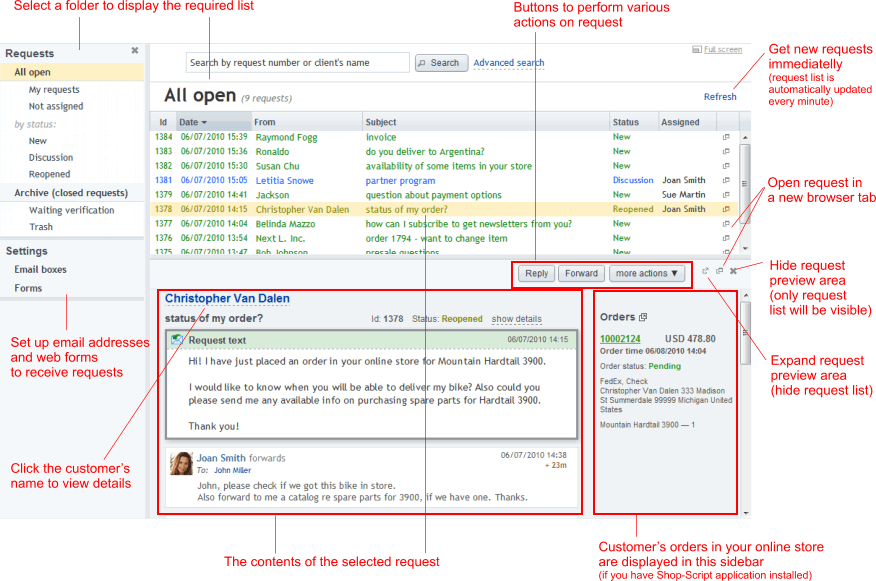 Select a folder to display the required list
Buttons to perform various
actions on request
Requests
All open
My requests
Not assigned
by status:
New
Discussion
Reopened
Archive (closed requests)
Waiting verification
Trash
Settings
Email boxes
Forms
Search by request number or client's name
Search
Advanced search
Full screen
All open (9 requests)
Refresh
Get new requests
immediatelly
(request list is
automatically updated
every minute)
Id Date From Subject Status Assigned
1384 06/07/2010 15:39 Raymond Fogg invoice New
1383 06/07/2010 15:36 Ronaldo do you deliver to Argentina? New
1382 06/07/2010 15:30 Susan Chu availability of some items in your store New
1381 06/07/2010 15:05 Letitia Snowe partner program Discussion Joan Smith
1379 06/07/2010 14:41 Jackson question about payment options New Sue Martin
1378 06/07/2010 14:15 Christopher Van Dalen status of my order? Reopened Joan Smith
1377 06/07/2010 14:04 Belinda Mazzo how can I subscribe to get newsletters from you? New
1376 06/07/2010 13:54 Next L. Inc. order 1794 - want to change item New
1375 06/07/2010 13:47 Bob Johnson presale questions New
Open request in
a new browser tab
Reply
Forward
more actions ▼
Hide request
preview area
(only request
list will be visible)
Expand request
preview area
(hide request list)
Christopher Van Dalen
status of my order? Id: 1378 Status: Reopened show details
Request text 06/07/2010 14:15
Hi! I have just placed an order in your online store for Mountain Hardtail 3900.
I would like to know when you will be able to deliver my bike? Also could you
please send me any available info on purchasing spare parts for Hardtail 3900.
Thank you!
Joan Smith forwards 06/07/2010 14:38
To: John Miller + 23m
John, please check if we got this bike in store.
Also forward to me a catalog re spare parts for 3900, if we have one. Thanks.
Orders
10002124 USD 478.80
Order time 06/08/2010 14:04
Order status: Pending
FedEx, Check
Christopher Van Dalen 333 Madison
St Summerdale 99999 Michigan United
States
Mountain Hardtail 3900 — 1
Set up email addresses
and web forms
to receive requests
Click the customer's
name to view details
The contents of the selected request
Customer's orders in your online store
are displayed in this sidebar
(if you have Shop-Script application installed)